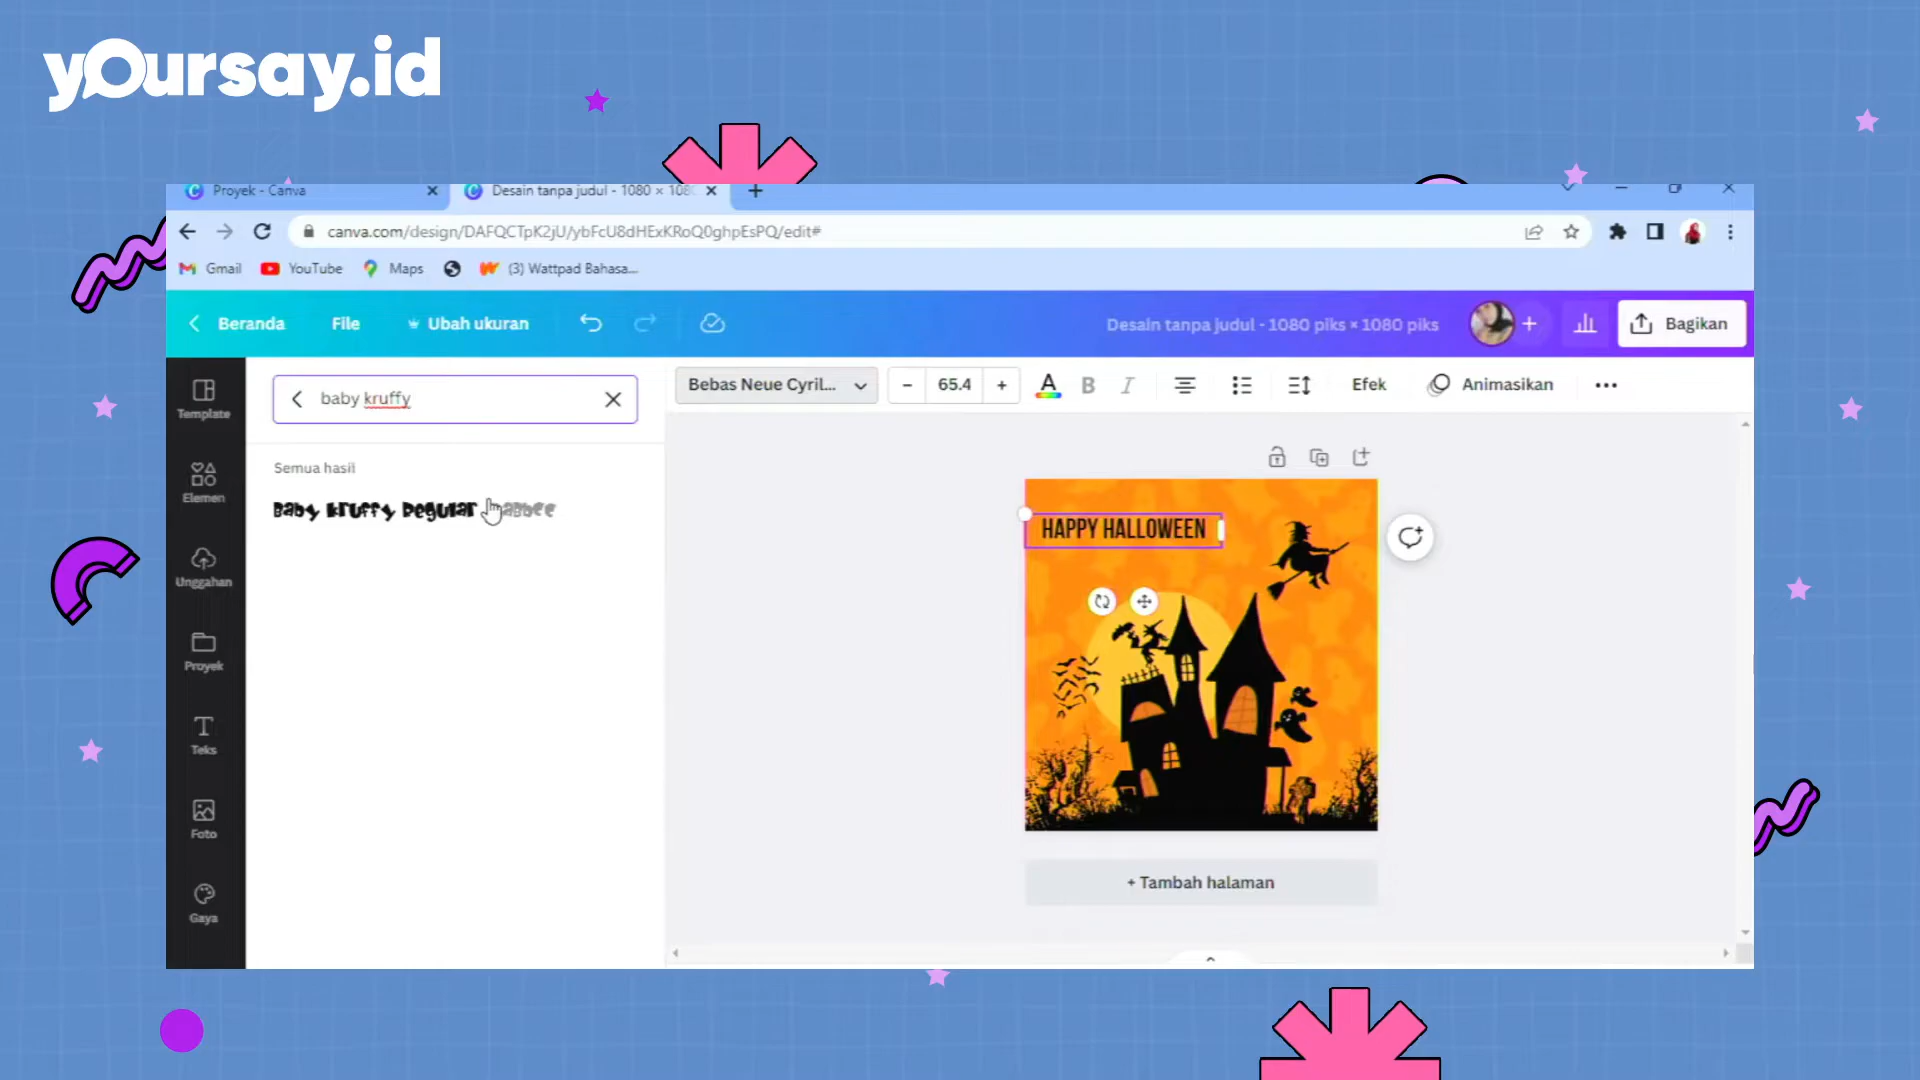 yoursay.id
Proyek - Canva
Desain tanpa judul - 1080 × 108
canva.com/design/DAFQCTpK2jU/ybFcU8dHExKRoQ0ghpEsPQ/edit#
Gmail
YouTube
Maps
(3) Wattpad Bahasa...
Beranda
File
Ubah ukuran
Desain tanpa judul - 1080 piks × 1080 piks
Bagikan
Template
Elemen
Unggahan
Proyek
Teks
Foto
Gaya
baby kruffy
Semua hasil
Baby Kruffy Regular
Bebas Neue Cyril...
65.4
Efek
Animasikan
HAPPY HALLOWEEN
+ Tambah halaman